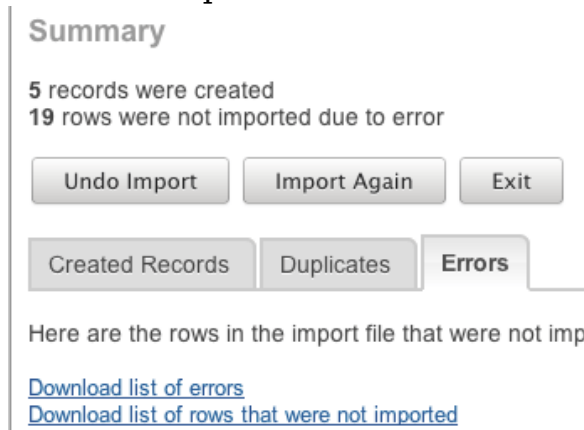 Summary
5 records were created
19 rows were not imported due to error
Undo Import Import Again Exit
Created Records Duplicates Errors
Here are the rows in the import file that were not
Download list of errors
Download list of rows that were not imported